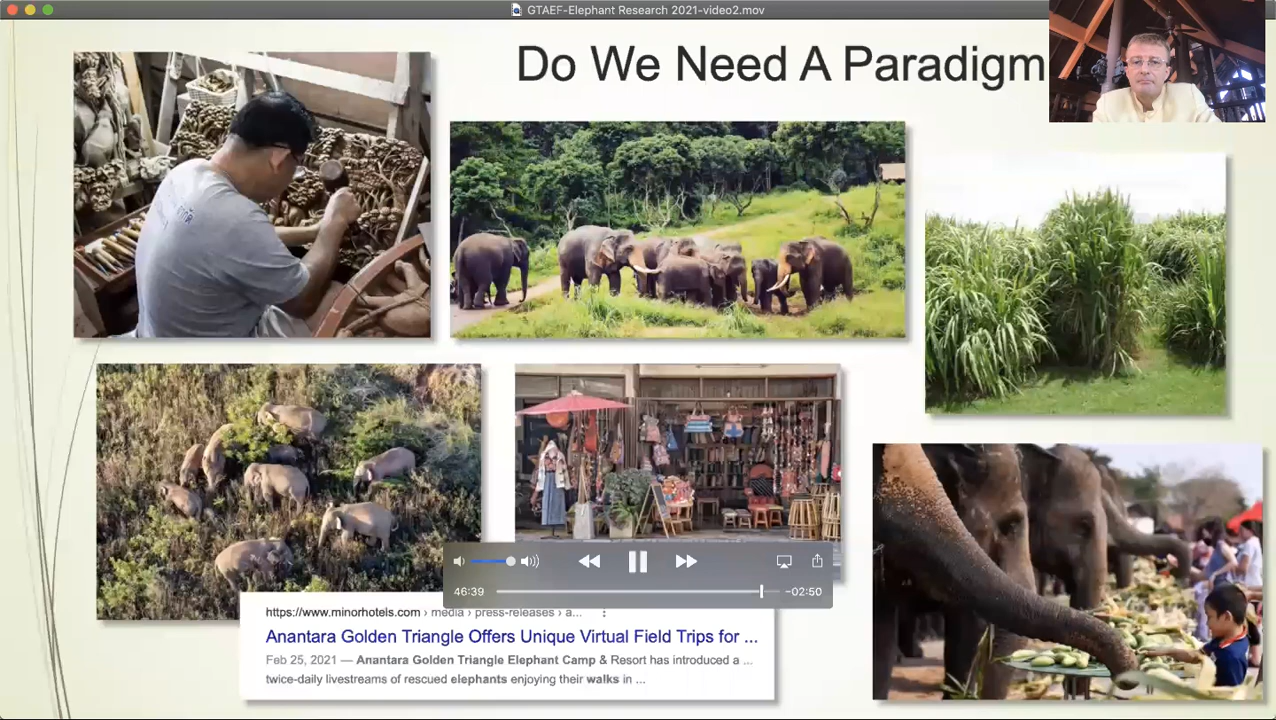 GTAEF-Elephant Research 2021-video2.mov
Do We Need A Paradigm
46:39
−02:50
https://www.minorhotels.com › media › press-releases › a...
Anantara Golden Triangle Offers Unique Virtual Field Trips for ...
Feb 25, 2021 — Anantara Golden Triangle Elephant Camp & Resort has introduced a ...
twice-daily livestreams of rescued elephants enjoying their walks in ...